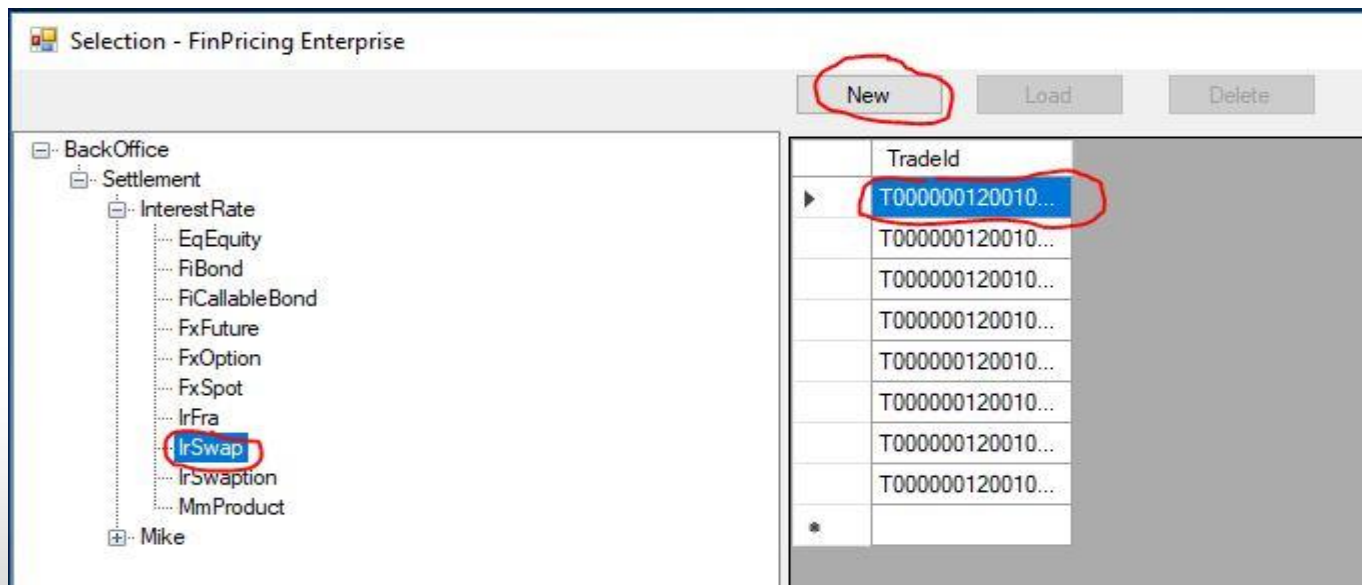 Selection - FinPricing Enterprise
New Load Delete
BackOffice
Settlement
InterestRate
EqEquity
FiBond
FiCallableBond
FxFuture
FxOption
FxSpot
IrFra
IrSwap
IrSwaption
MmProduct
Mike
TradeId
T000000120010...
T000000120010...
T000000120010...
T000000120010...
T000000120010...
T000000120010...
T000000120010...
T000000120010...